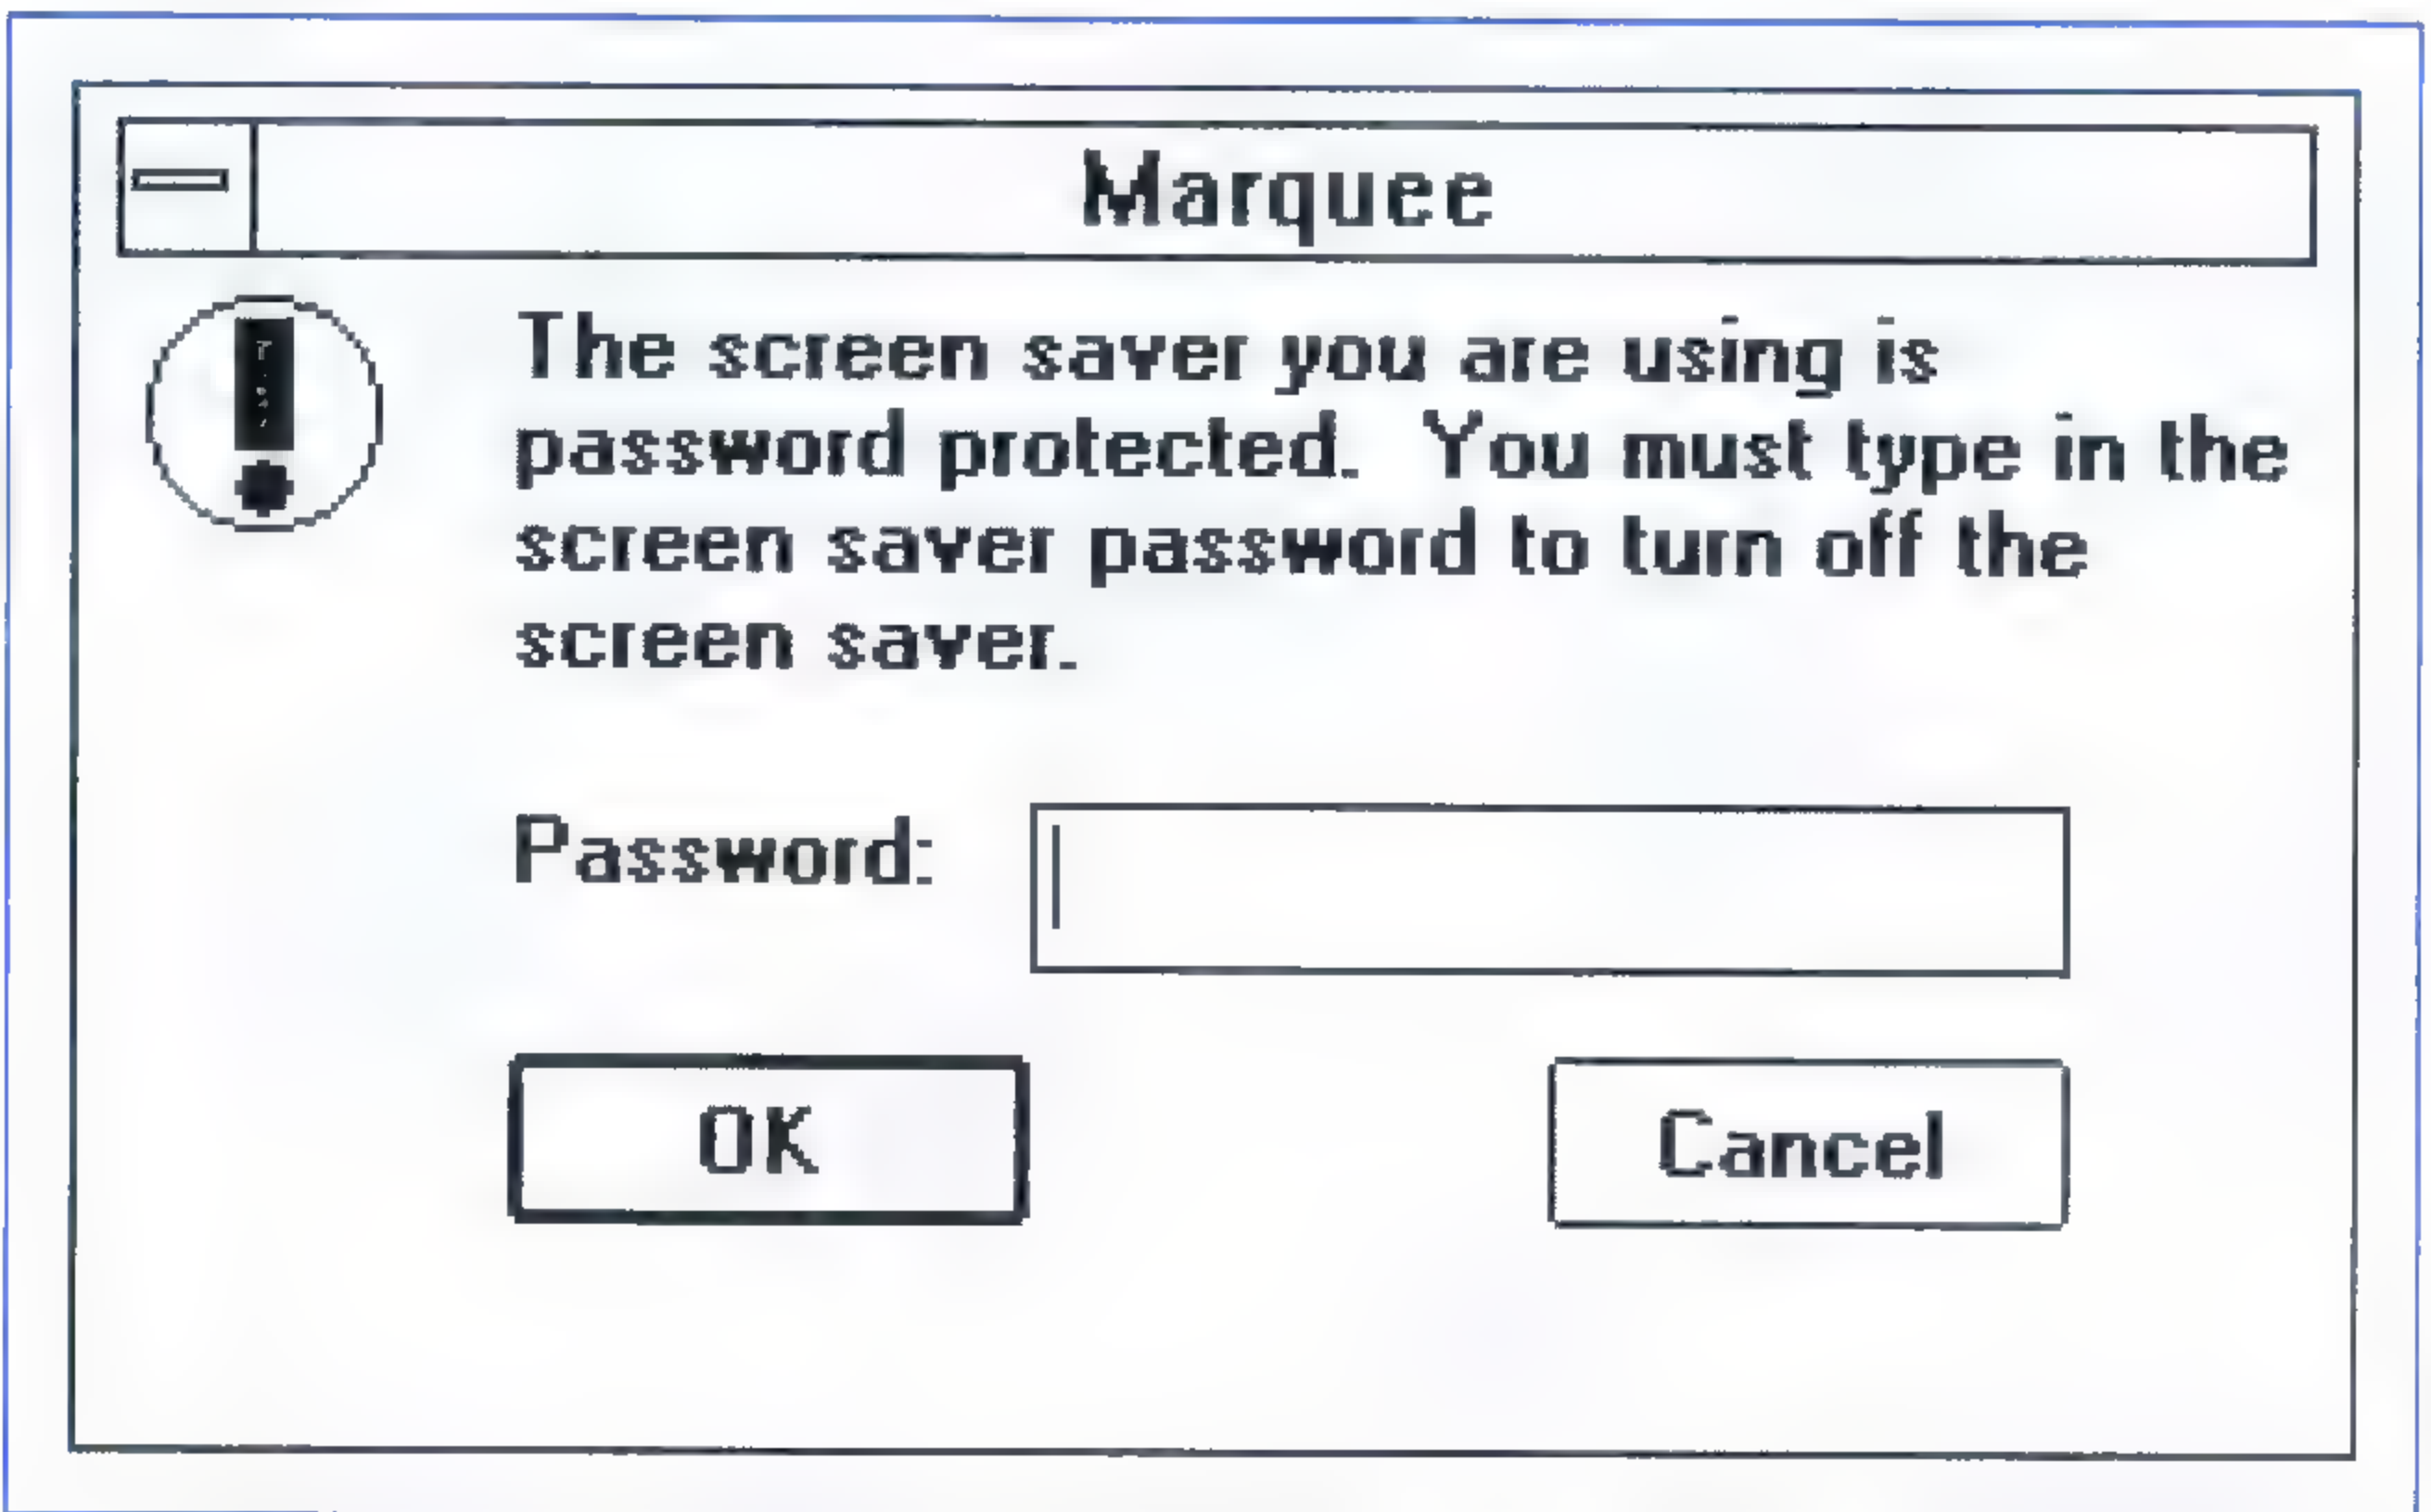 Marquee
The screen saver you are using is
password protected.  You must type in the
screen saver password to turn off the
screen saver.
Password:
OK
Cancel